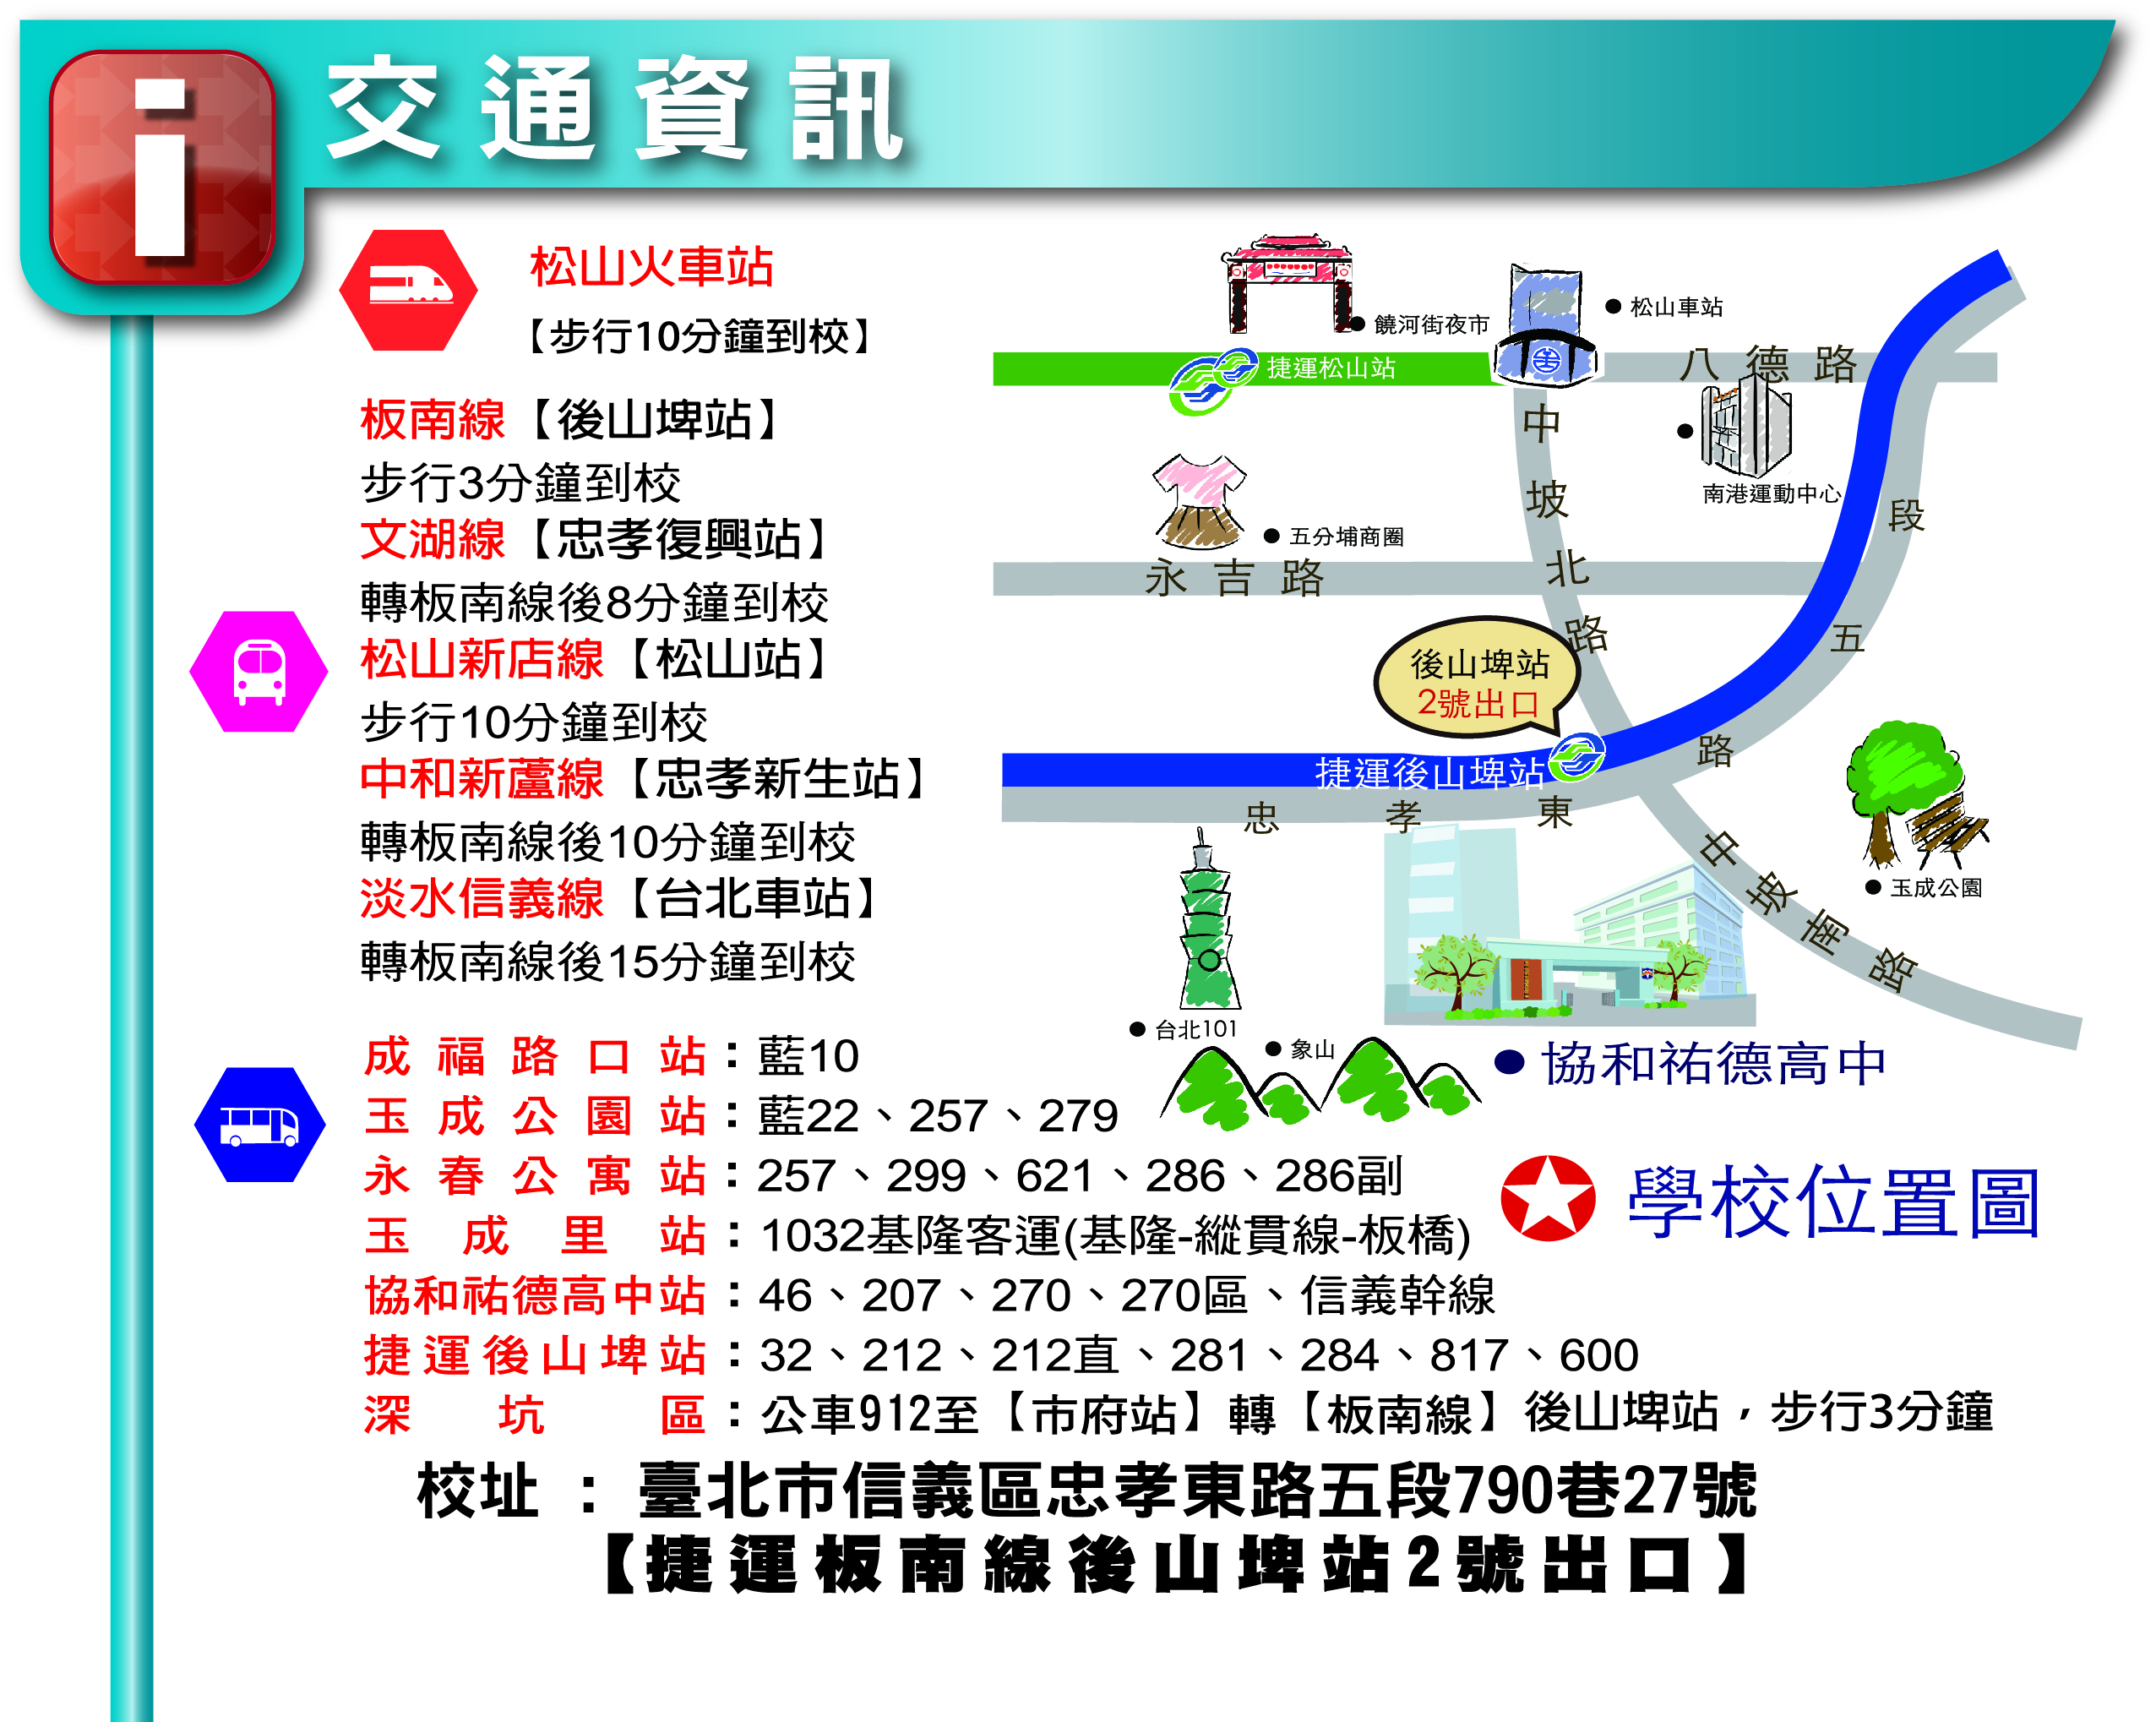 i
交通資訊
松山火車站
【步行10分鐘到校】
板南線【後山埤站】
步行3分鐘到校
文湖線【忠孝復興站】
轉板南線後8分鐘到校
松山新店線【松山站】
步行10分鐘到校
中和新蘆線【忠孝新生站】
轉板南線後10分鐘到校
淡水信義線【台北車站】
轉板南線後15分鐘到校
饒河街夜市
松山車站
捷運松山站
八德路
南港運動中心
中坡北路
五分埔商圈
永吉路
後山埤站
2號出口
捷運後山埤站
忠孝東路五段
中坡南路
玉成公園
台北101
象山
協和祐德高中
學校位置圖
成福路口站：藍10
玉成公園站：藍22、257、279
永春公寓站：257、299、621、286、286副
玉成里站：1032基隆客運(基隆-縱貫線-板橋)
協和祐德高中站：46、207、270、270區、信義幹線
捷運後山埤站：32、212、212直、281、284、817、600
深坑區：公車912至【市府站】轉【板南線】後山埤站，步行3分鐘
校址 : 臺北市信義區忠孝東路五段790巷27號
【捷運板南線後山埤站2號出口】